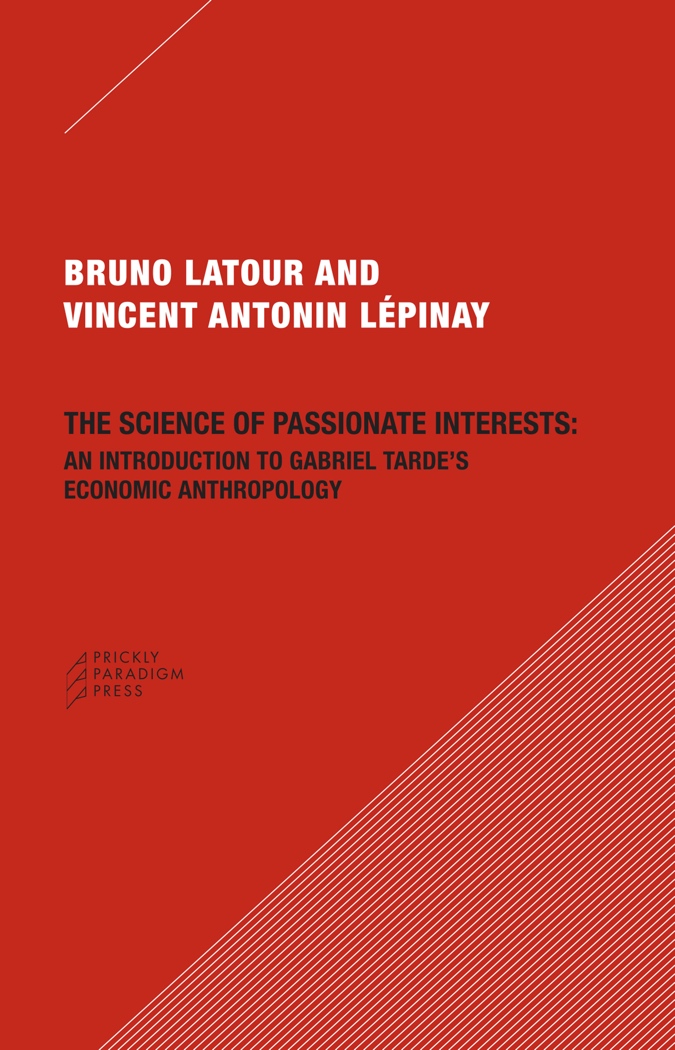 BRUNO LATOUR AND
VINCENT ANTONIN LÉPINAY
THE SCIENCE OF PASSIONATE INTERESTS:
AN INTRODUCTION TO GABRIEL TARDE’S
ECONOMIC ANTHROPOLOGY
PRICKLY
PARADIGM
PRESS